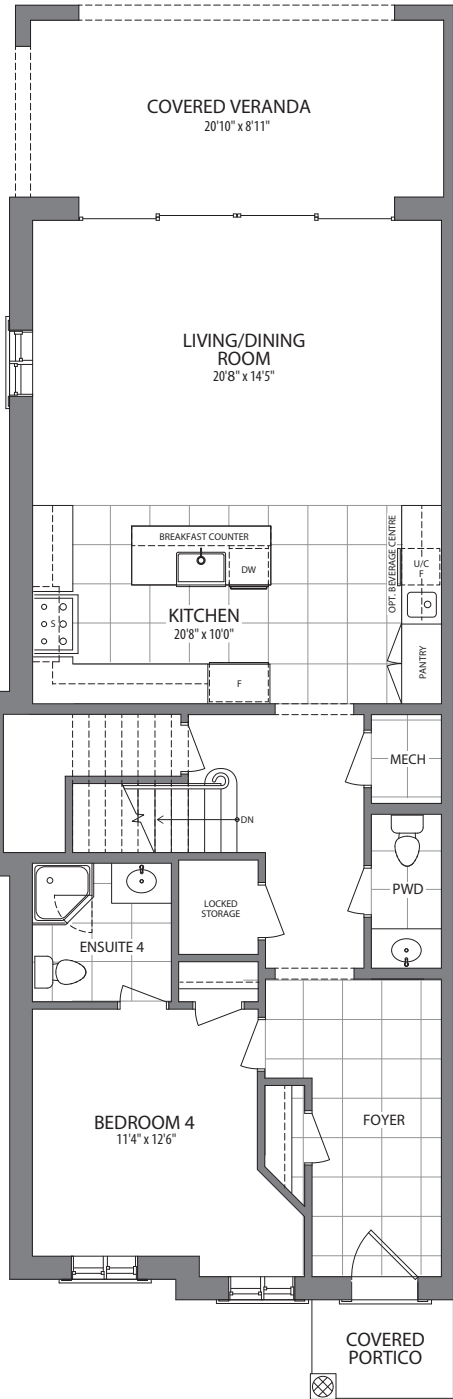 COVERED VERANDA
20'10" x 8'11"
LIVING/DINING
ROOM
20'8" x 14'5"
BREAKFAST COUNTER
DW
OPT. BEVERAGE CENTRE
U/C
F
KITCHEN
20'8" x 10'0"
S
F
PANTRY
MECH
DN
PWD
LOCKED
STORAGE
ENSUITE 4
BEDROOM 4
11'4" x 12'6"
FOYER
COVERED
PORTICO